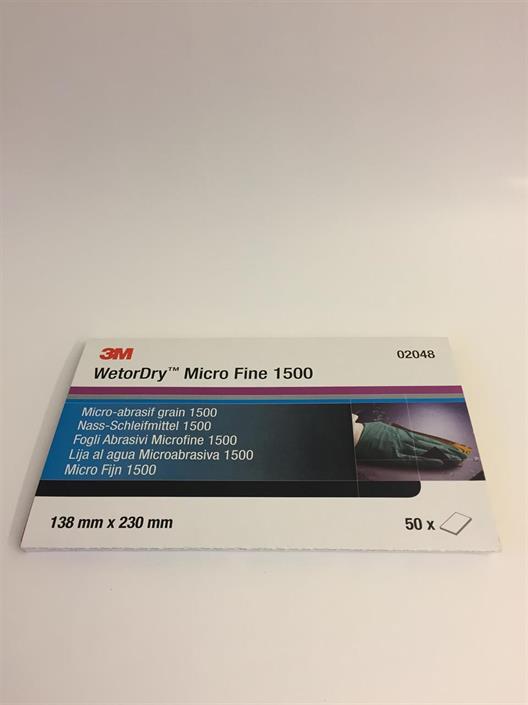 3M
02048
WetorDry™ Micro Fine 1500
Micro-abrasif grain 1500
Nass-Schleifmittel 1500
Fogli Abrasivi Microfine 1500
Lija al agua Microabrasiva 1500
Micro Fijn 1500
138 mm x 230 mm
50 x